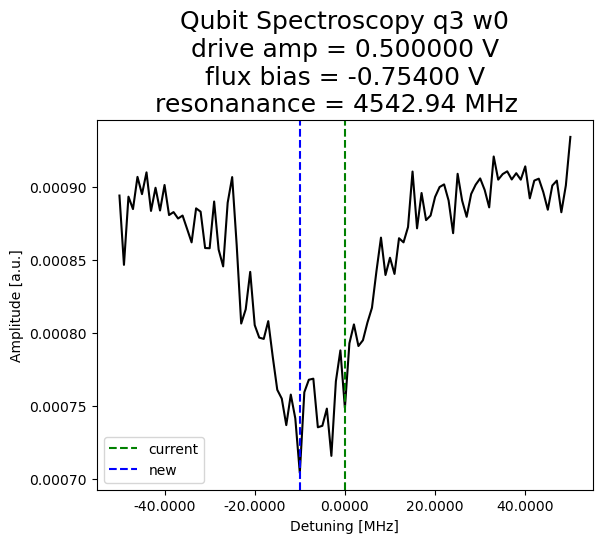 Qubit Spectroscopy q3 w0
drive amp = 0.500000 V
flux bias = -0.75400 V
resonanance = 4542.94 MHz
0.00090
0.00085
0.00080
0.00075
0.00070
Amplitude [a.u.]
current
new
-40.0000 -20.0000 0.0000 20.0000 40.0000
Detuning [MHz]